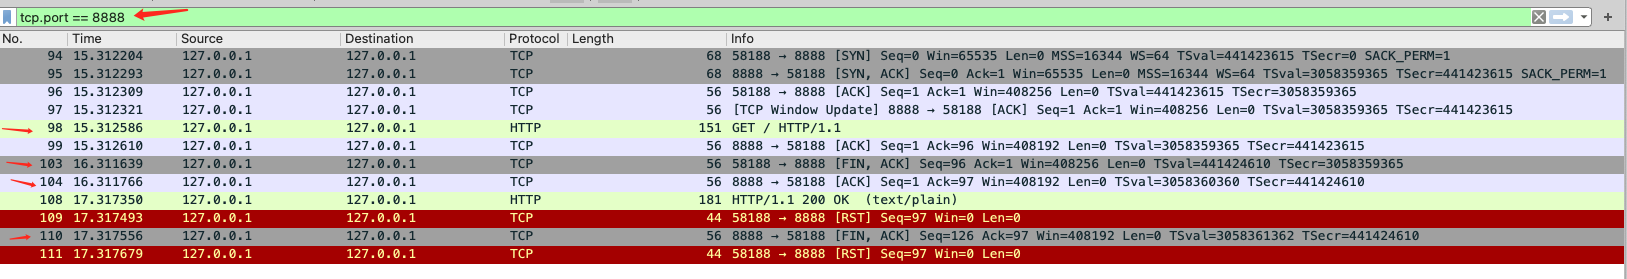 tcp.port == 8888
No. Time Source Destination Protocol Length Info
94 15.312204 127.0.0.1 127.0.0.1 TCP 68 58188 → 8888 [SYN] Seq=0 Win=65535 Len=0 MSS=16344 WS=64 TSval=441423615 TSecr=0 SACK_PERM=1
95 15.312293 127.0.0.1 127.0.0.1 TCP 68 8888 → 58188 [SYN, ACK] Seq=0 Ack=1 Win=65535 Len=0 MSS=16344 WS=64 TSval=3058359365 TSecr=441423615 SACK_PERM=1
96 15.312309 127.0.0.1 127.0.0.1 TCP 56 58188 → 8888 [ACK] Seq=1 Ack=1 Win=408256 Len=0 TSval=441423615 TSecr=3058359365
97 15.312321 127.0.0.1 127.0.0.1 TCP 56 [TCP Window Update] 8888 → 58188 [ACK] Seq=1 Ack=1 Win=408256 Len=0 TSval=3058359365 TSecr=441423615
98 15.312586 127.0.0.1 127.0.0.1 HTTP 151 GET / HTTP/1.1
99 15.312610 127.0.0.1 127.0.0.1 TCP 56 8888 → 58188 [ACK] Seq=1 Ack=96 Win=408192 Len=0 TSval=3058359365 TSecr=441423615
103 16.311639 127.0.0.1 127.0.0.1 TCP 56 58188 → 8888 [FIN, ACK] Seq=96 Ack=1 Win=408256 Len=0 TSval=441424610 TSecr=3058359365
104 16.311766 127.0.0.1 127.0.0.1 TCP 56 8888 → 58188 [ACK] Seq=1 Ack=97 Win=408192 Len=0 TSval=3058360360 TSecr=441424610
108 17.317350 127.0.0.1 127.0.0.1 HTTP 181 HTTP/1.1 200 OK (text/plain)
109 17.317493 127.0.0.1 127.0.0.1 TCP 44 58188 → 8888 [RST] Seq=97 Win=0 Len=0
110 17.317556 127.0.0.1 127.0.0.1 TCP 56 8888 → 58188 [FIN, ACK] Seq=126 Ack=97 Win=408192 Len=0 TSval=3058361362 TSecr=441424610
111 17.317679 127.0.0.1 127.0.0.1 TCP 44 58188 → 8888 [RST] Seq=97 Win=0 Len=0